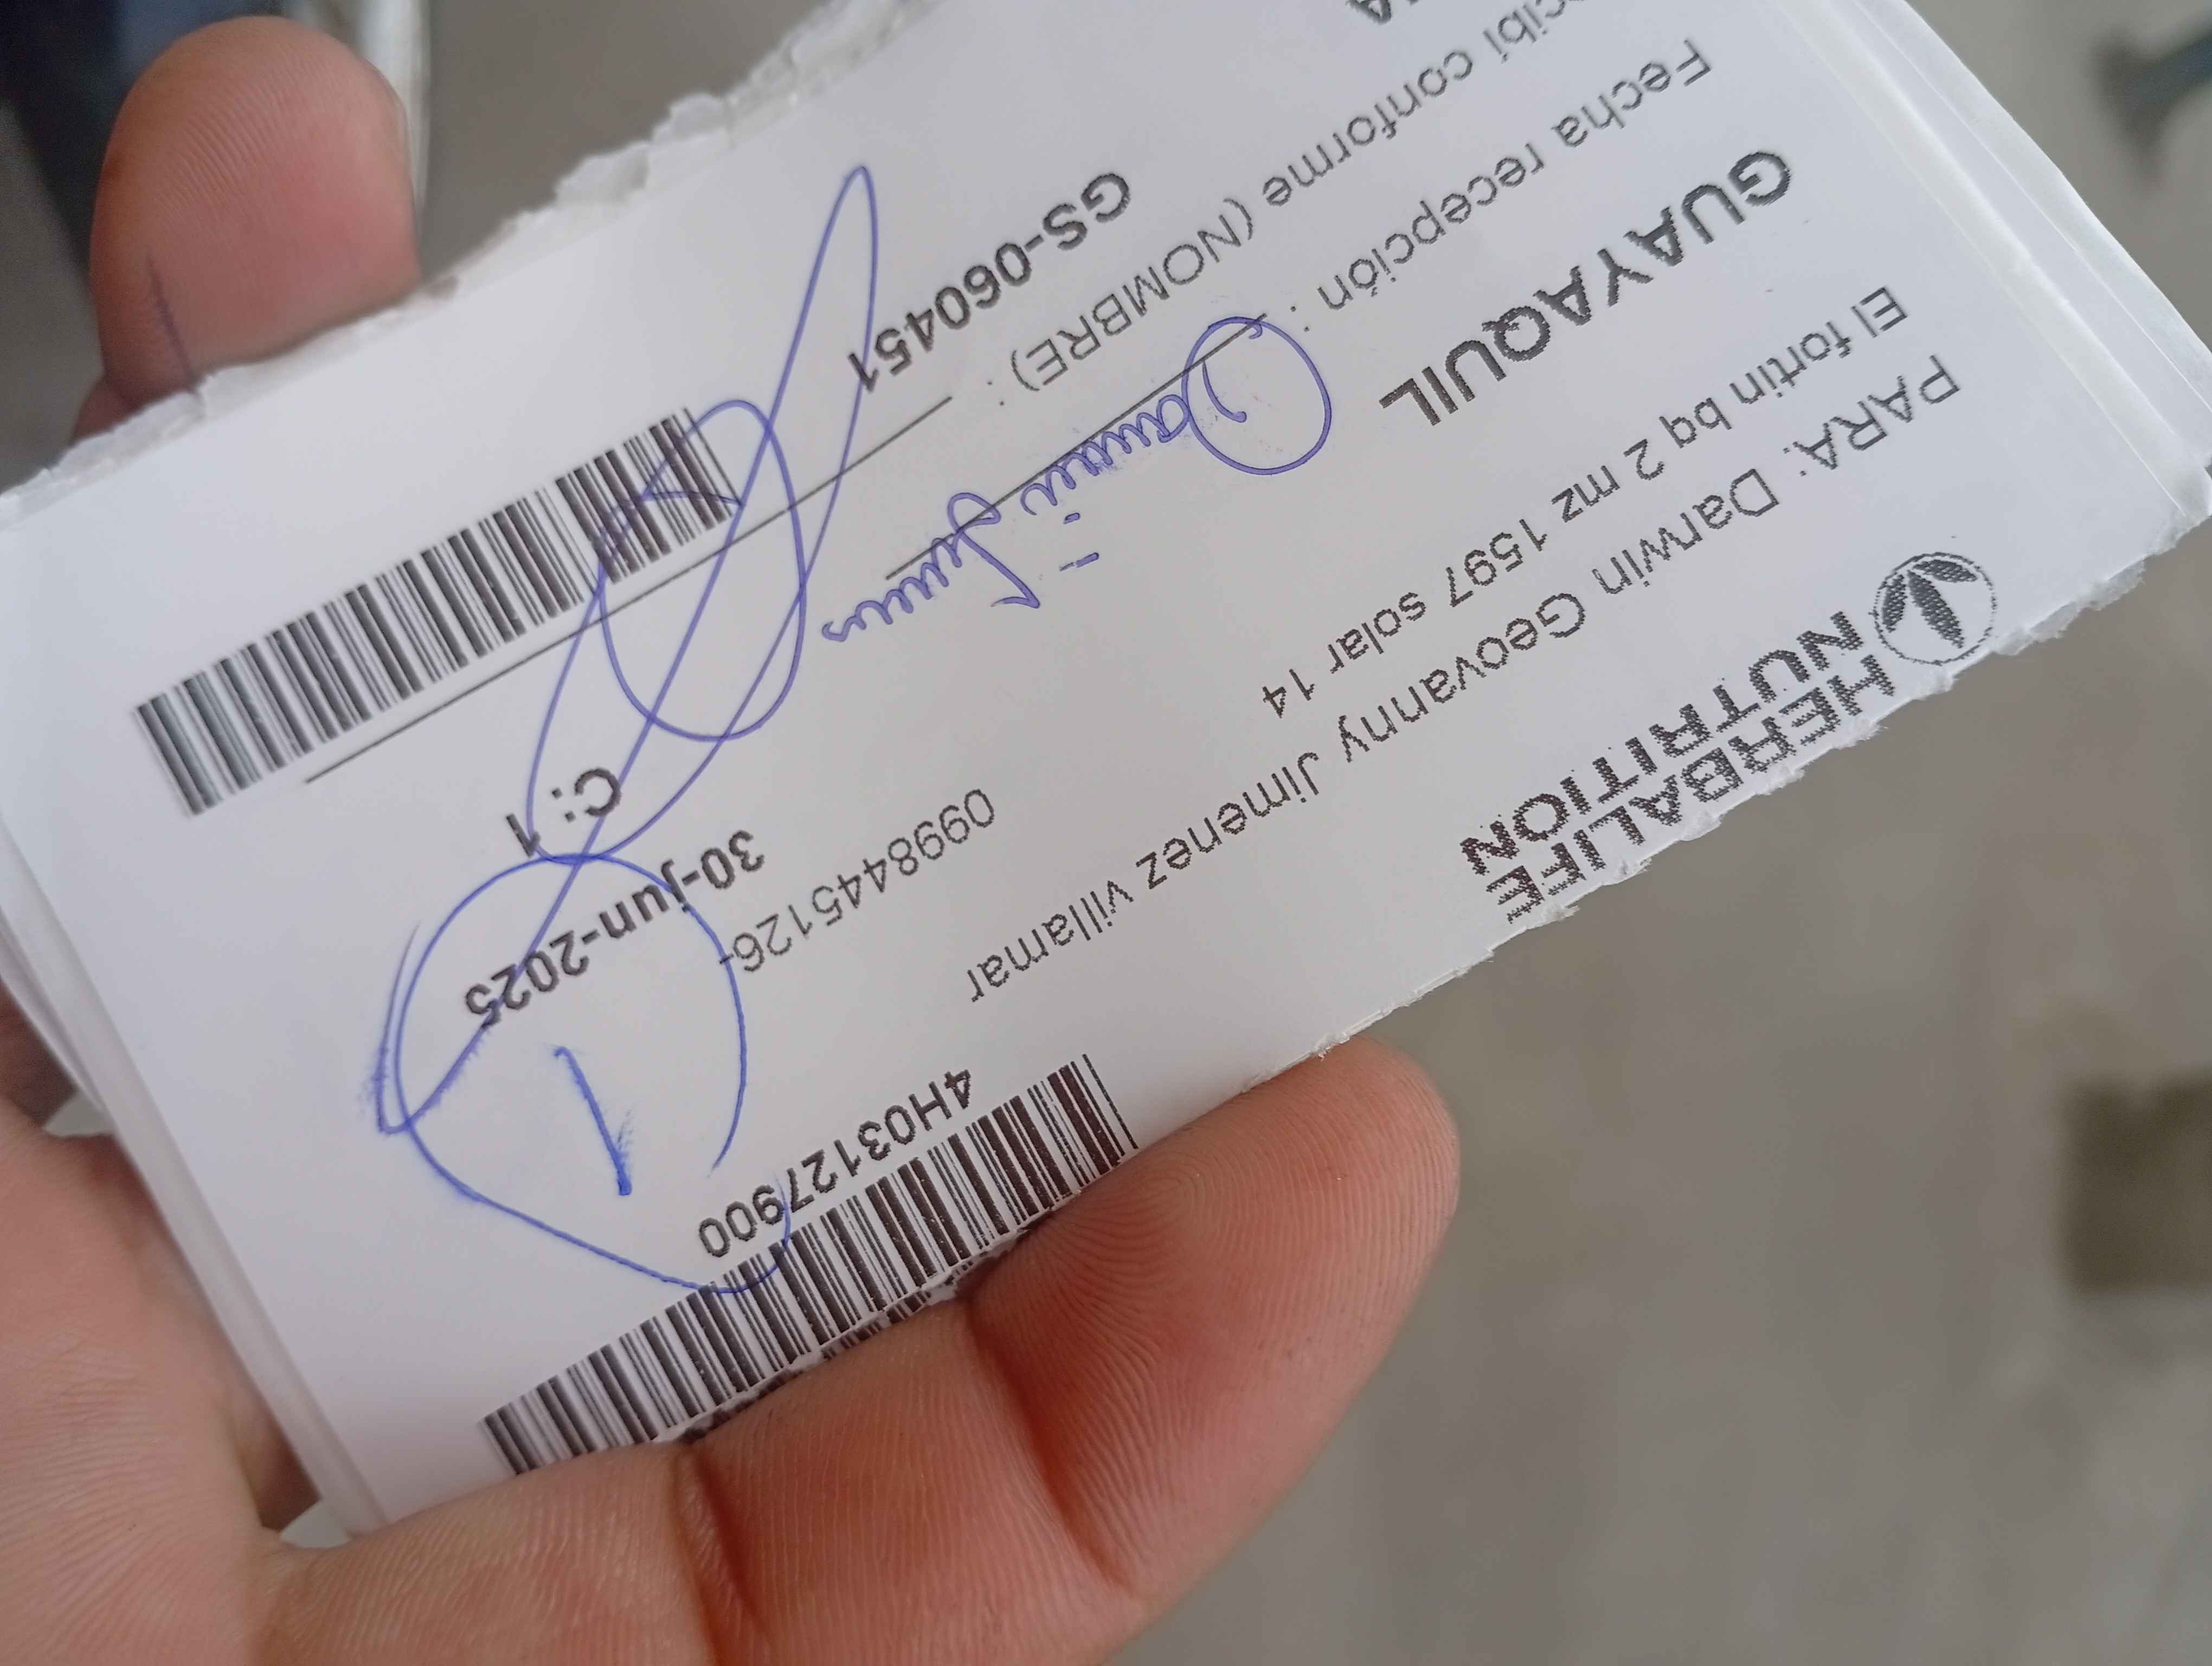 HERBALIFE
NUTRITION
4H03127900
PARA: Darwin Geovanny Jimenez villamar
El fortin bq 2 mz 1597 solar 14
0998445126-
GUAYAQUIL
30-jun-2025
C: 1
Fecha recepción :
cibí conforme (NOMBRE) :
GS-060451